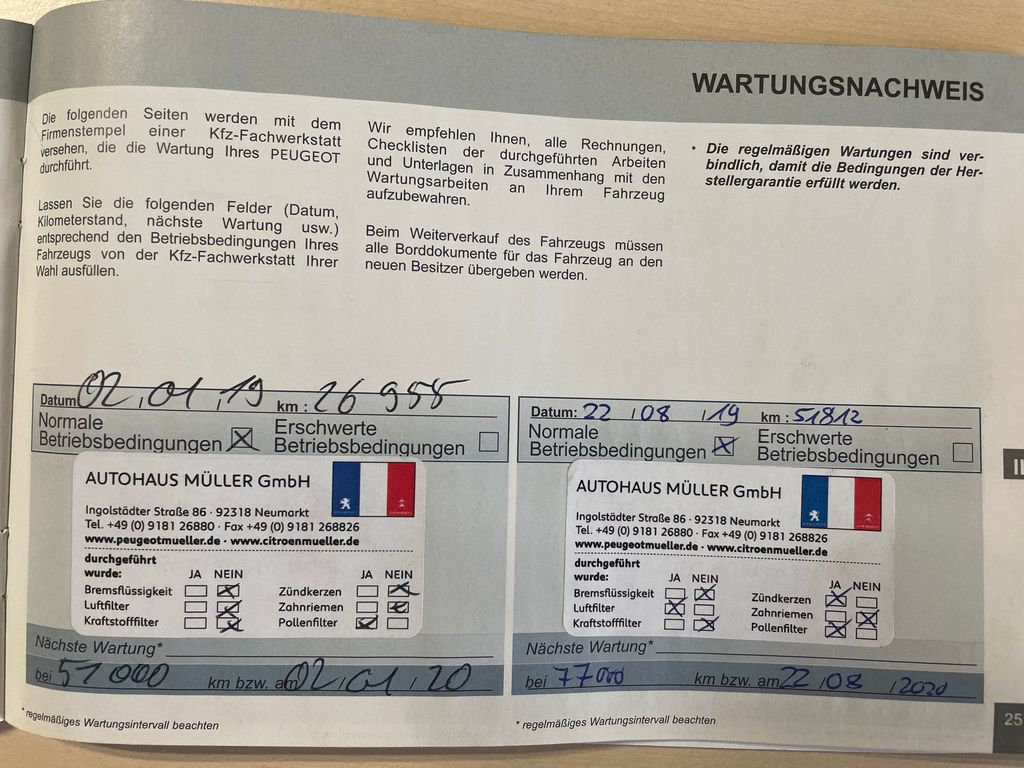 WARTUNGSNACHWEIS
Die folgenden Seiten werden mit dem
Firmenstempel einer Kfz-Fachwerkstatt
versehen, die die Wartung Ihres PEUGEOT
durchführt.
Lassen Sie die folgenden Felder (Datum,
Kilometerstand, nächste Wartung usw.)
entsprechend den Betriebsbedingungen Ihres
Fahrzeugs von der Kfz-Fachwerkstatt Ihrer
Wahl ausfüllen.
Wir empfehlen Ihnen, alle Rechnungen,
Checklisten der durchgeführten Arbeiten
und Unterlagen in Zusammenhang mit den
Wartungsarbeiten an Ihrem Fahrzeug
aufzubewahren.
Beim Weiterverkauf des Fahrzeugs müssen
alle Borddokumente für das Fahrzeug an den
neuen Besitzer übergeben werden.
• Die regelmäßigen Wartungen sind ver-
bindlich, damit die Bedingungen der Her-
stellergarantie erfüllt werden.
Datum: 02, 01, 19 km : 26 955
Normale
Betriebsbedingungen
Erschwerte
Betriebsbedingungen
AUTOHAUS MÜLLER GmbH
Ingolstädter Straße 86 · 92318 Neumarkt
Tel. +49 (0) 9181 26880 · Fax +49 (0) 9181 268826
www.peugeotmueller.de · www.citroenmueller.de
durchgeführt
wurde: JA NEIN JA NEIN
Bremsflüssigkeit Zündkerzen
Luftfilter Zahnriemen
Kraftstofffilter Pollenfilter
Nächste Wartung*
bei 51 000 km bzw. am 02, 01, 20
* regelmäßiges Wartungsintervall beachten
Datum: 22 / 08 / 19 km : 51812
Normale
Betriebsbedingungen
Erschwerte
Betriebsbedingungen
AUTOHAUS MÜLLER GmbH
Ingolstädter Straße 86 · 92318 Neumarkt
Tel. +49 (0) 9181 26880 · Fax +49 (0) 9181 268826
www.peugeotmueller.de · www.citroenmueller.de
durchgeführt
wurde: JA NEIN JA NEIN
Bremsflüssigkeit Zündkerzen
Luftfilter Zahnriemen
Kraftstofffilter Pollenfilter
Nächste Wartung*
bei 77000 km bzw. am 22 / 08 / 2020
* regelmäßiges Wartungsintervall beachten
25